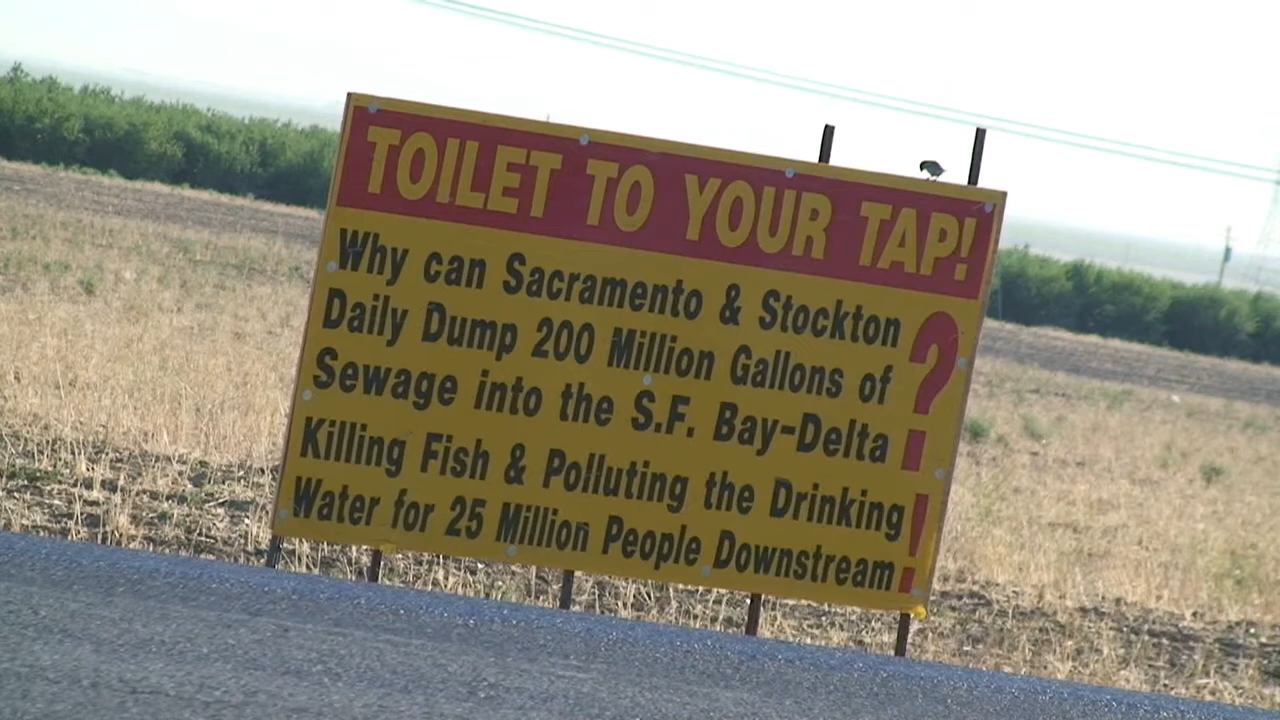 TOILET TO YOUR TAP!
Why can Sacramento & Stockton
Daily Dump 200 Million Gallons of
Sewage into the S.F. Bay-Delta ?
Killing Fish & Polluting the Drinking
Water for 25 Million People Downstream !